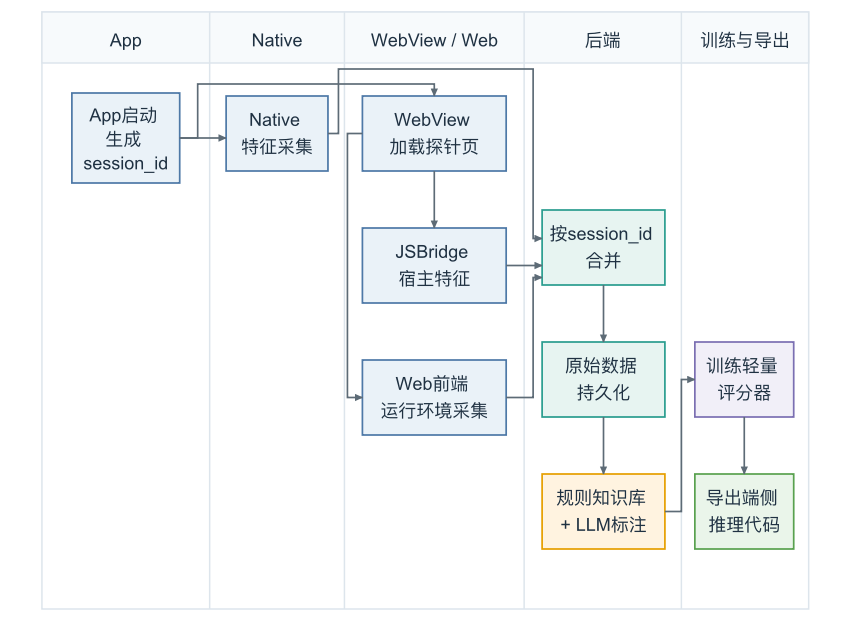 App
Native
WebView / Web
后端
训练与导出
App启动
生成
session_id
Native
特征采集
WebView
加载探针页
JSBridge
宿主特征
按session_id
合并
Web前端
运行环境采集
原始数据
持久化
训练轻量
评分器
规则知识库
+ LLM标注
导出端侧
推理代码